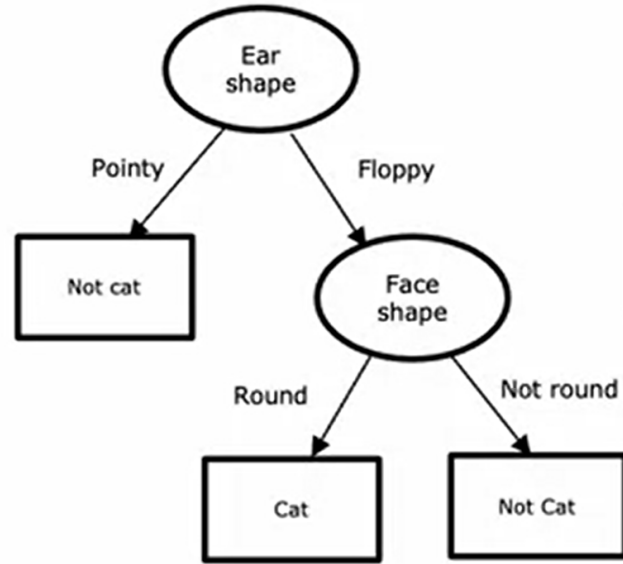 Ear
shape
Pointy
Floppy
Not cat
Face
shape
Round
Not round
Cat
Not Cat